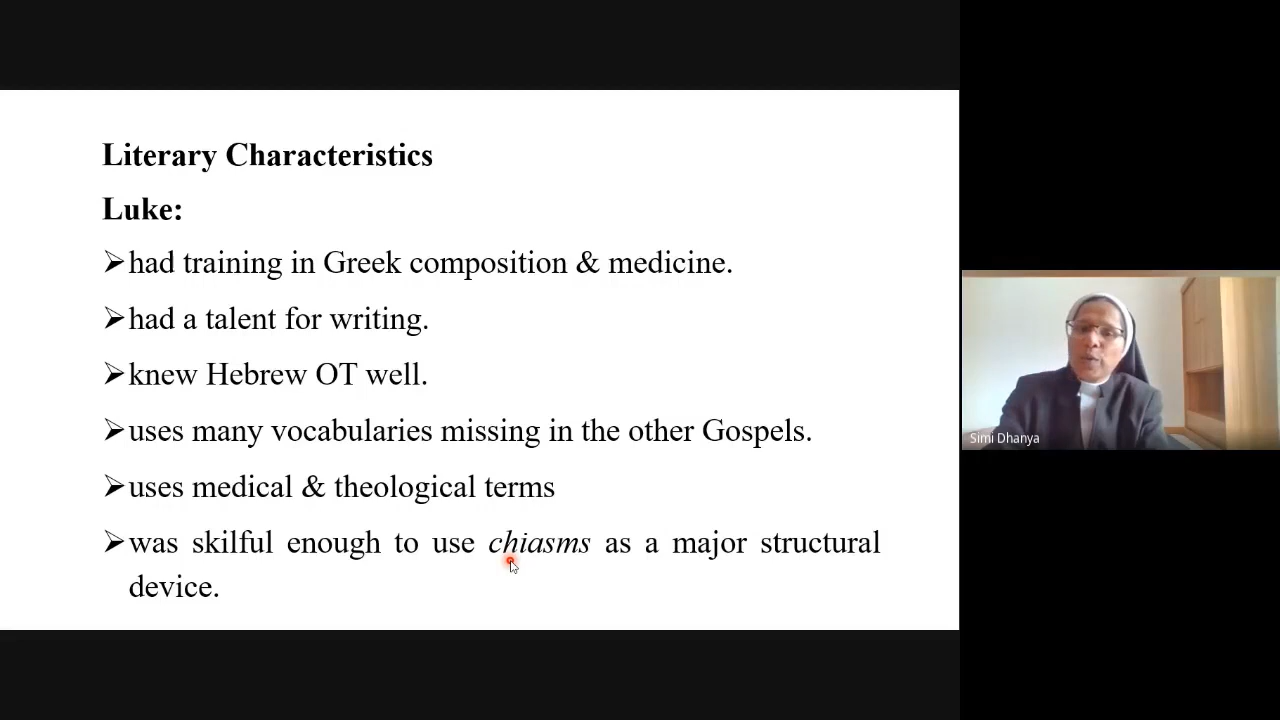 Literary Characteristics
Luke:
➢had training in Greek composition & medicine.
➢had a talent for writing.
➢knew Hebrew OT well.
➢uses many vocabularies missing in the other Gospels.
➢uses medical & theological terms
➢was skilful enough to use chiasms as a major structural
device.
Simi Dhanya